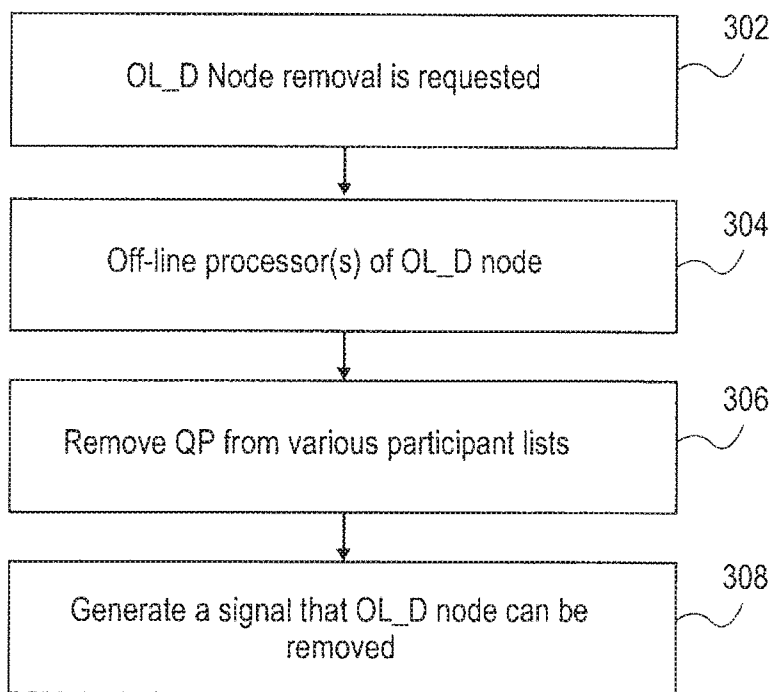 302
OL_D Node removal is requested
304
Off-line processor(s) of OL_D node
306
Remove QP from various participant lists
308
Generate a signal that OL_D node can be
removed